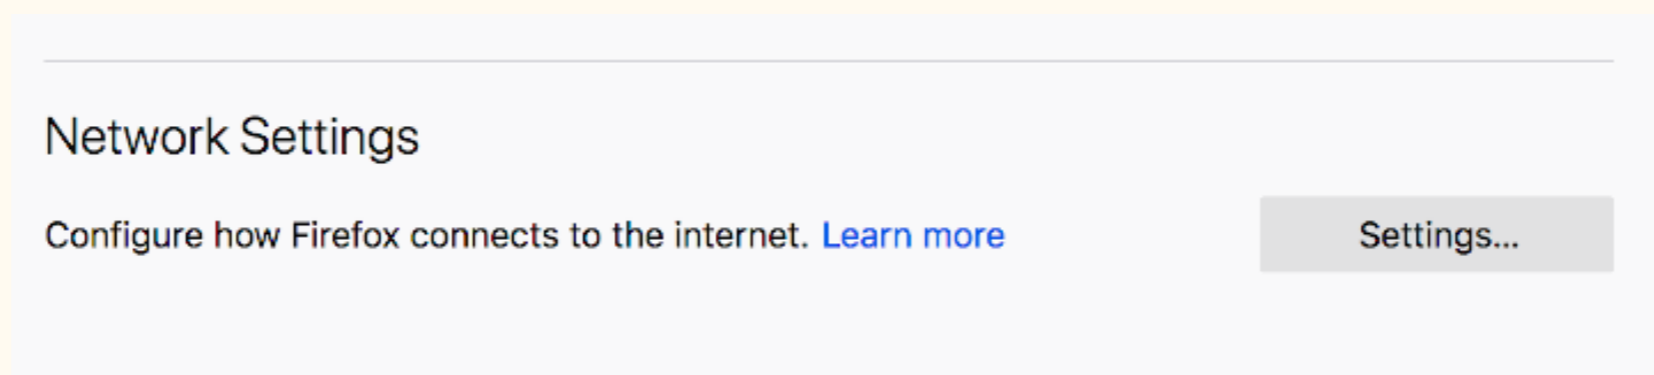 Network Settings
Configure how Firefox connects to the internet. Learn more
Settings...